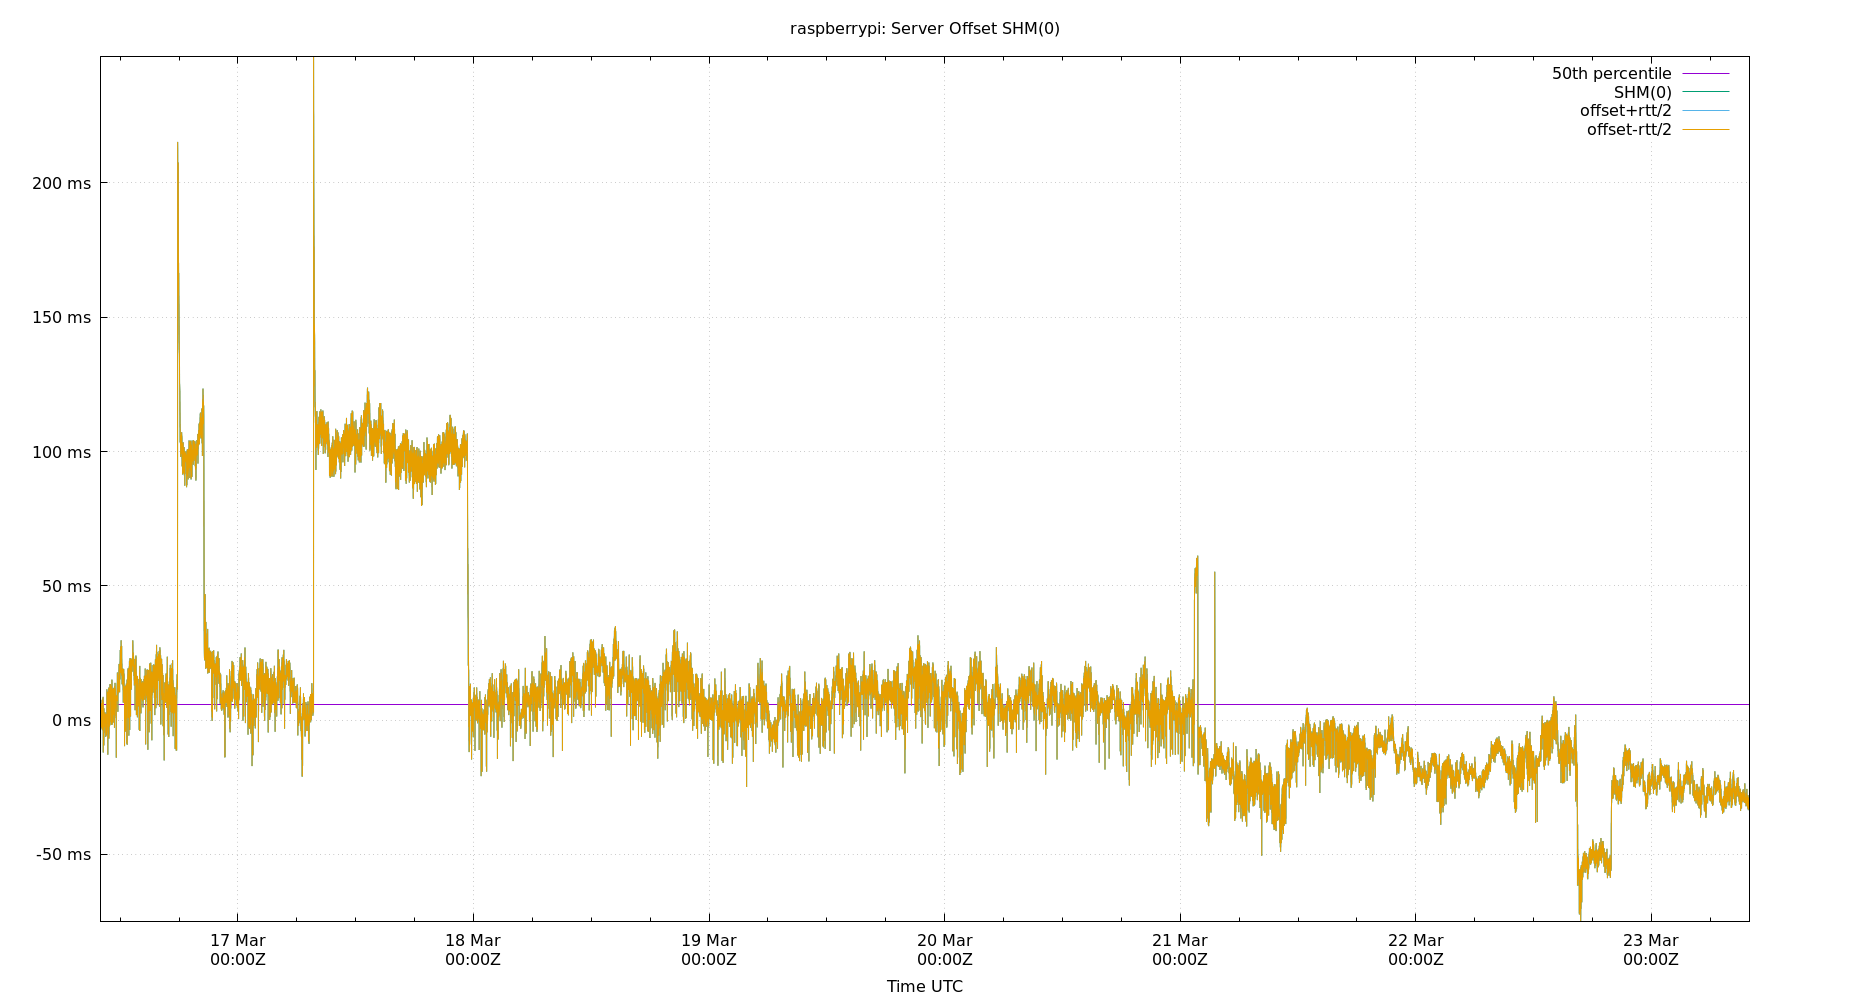 raspberrypi: Server Offset SHM(0)
50th percentile
SHM(0)
offset+rtt/2
offset-rtt/2
200 ms
150 ms
100 ms
50 ms
0 ms
-50 ms
17 Mar 18 Mar 19 Mar 20 Mar 21 Mar 22 Mar 23 Mar
00:00Z 00:00Z 00:00Z 00:00Z 00:00Z 00:00Z 00:00Z
Time UTC